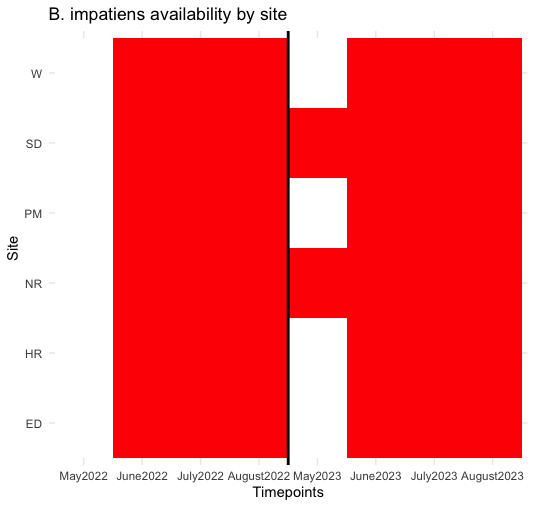 B. impatiens availability by site
W
SD
PM
NR
HR
ED
Site
May2022 June2022 July2022 August2022 May2023 June2023 July2023 August2023
Timepoints